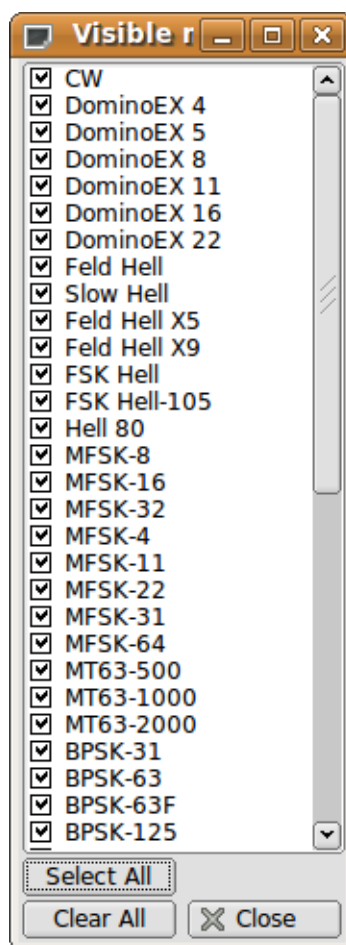 Visible r
CW
DominoEX 4
DominoEX 5
DominoEX 8
DominoEX 11
DominoEX 16
DominoEX 22
Feld Hell
Slow Hell
Feld Hell X5
Feld Hell X9
FSK Hell
FSK Hell-105
Hell 80
MFSK-8
MFSK-16
MFSK-32
MFSK-4
MFSK-11
MFSK-22
MFSK-31
MFSK-64
MT63-500
MT63-1000
MT63-2000
BPSK-31
BPSK-63
BPSK-63F
BPSK-125
Select All
Clear All Close